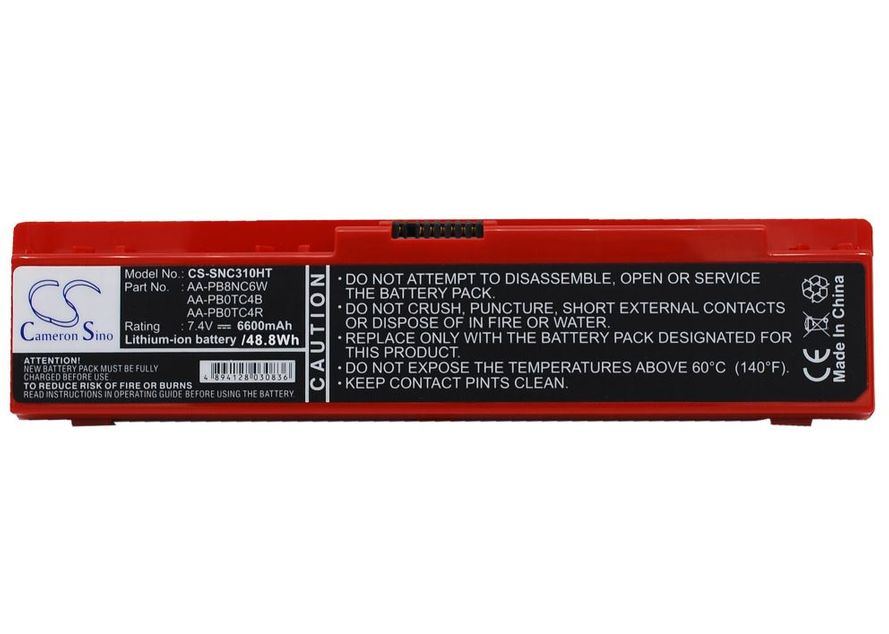 CS
Cameron Sino
Model No.: CS-SNC310HT
Part No. : AA-PB8NC6W
AA-PB0TC4B
AA-PB0TC4R
Rating : 7.4V 6600mAh
Lithium-ion battery /48.8Wh
ATTENTION!
NEW BATTERY PACK MUST BE FULLY
CHARGED BEFORE USE.
TO REDUCE RISK OF FIRE OR BURNS
READ INSTRUCTIONS IN OPERATING GUIDE BEFORE USING THE BATTERY.
4 894128 030836
CAUTION
• DO NOT ATTEMPT TO DISASSEMBLE, OPEN OR SERVICE
THE BATTERY PACK.
• DO NOT CRUSH, PUNCTURE, SHORT EXTERNAL CONTACTS
OR DISPOSE OF IN FIRE OR WATER.
• REPLACE ONLY WITH THE BATTERY PACK DESIGNATED
FOR THIS PRODUCT.
• DO NOT EXPOSE THE TEMPERATURES ABOVE 60°C (140°F).
• KEEP CONTACT PINTS CLEAN.
CE
Made In China